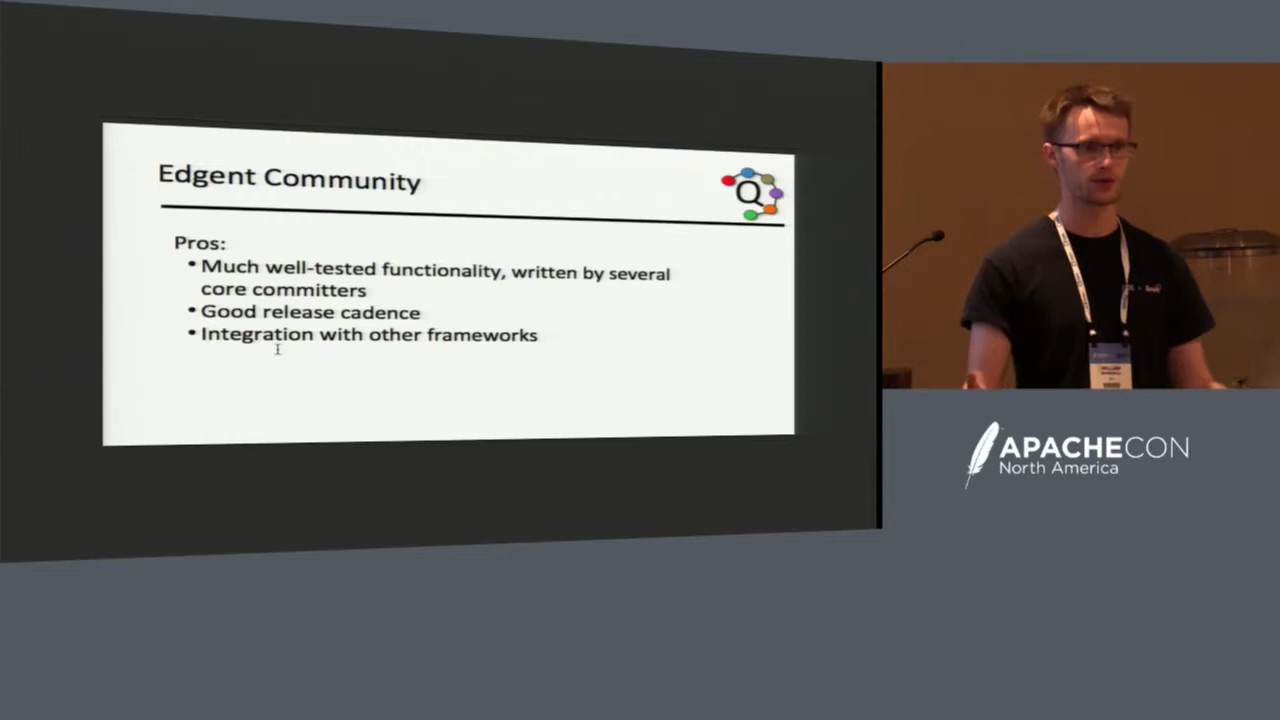 Edgent Community
Q
Pros:
• Much well-tested functionality, written by several
core committers
• Good release cadence
• Integration with other frameworks
WILLIAM
APACHECON
North America